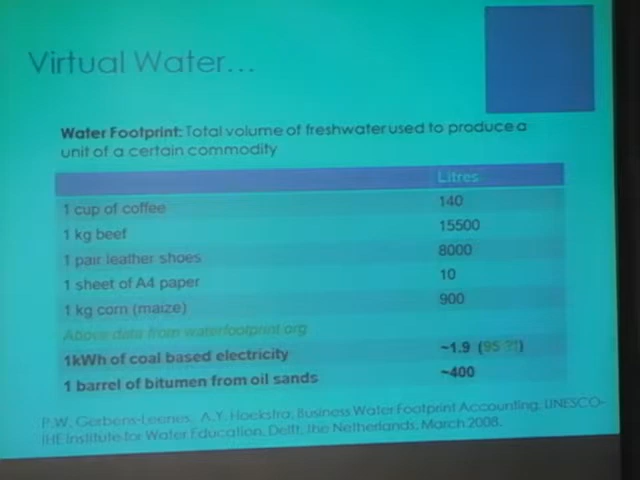 Virtual Water...
Water Footprint: Total volume of freshwater used to produce a
unit of a certain commodity
Litres
1 cup of coffee 140
1 kg beef 15500
1 pair leather shoes 8000
1 sheet of A4 paper 10
1 kg corn (maize) 900
Above data from waterfootprint.org
1kWh of coal based electricity ~1.9 (95 ?!)
1 barrel of bitumen from oil sands ~400
P.W. Gerbens-Leenes, A.Y. Hoekstra, Business Water Footprint Accounting, UNESCO-
IHE Institute for Water Education, Delft, the Netherlands, March 2008.